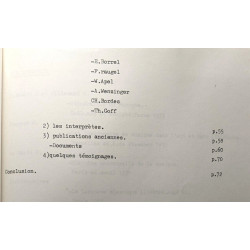 -E.Borrel
-F.raugel
-W.Apel
-A.Wenzinger
CH.Bordes
-Th.Goff
2) les interprètes. p.55
3) publications anciennes. p.58
-Documents p.60
4)quelques témoignages. p.70
Conclusion. p.72